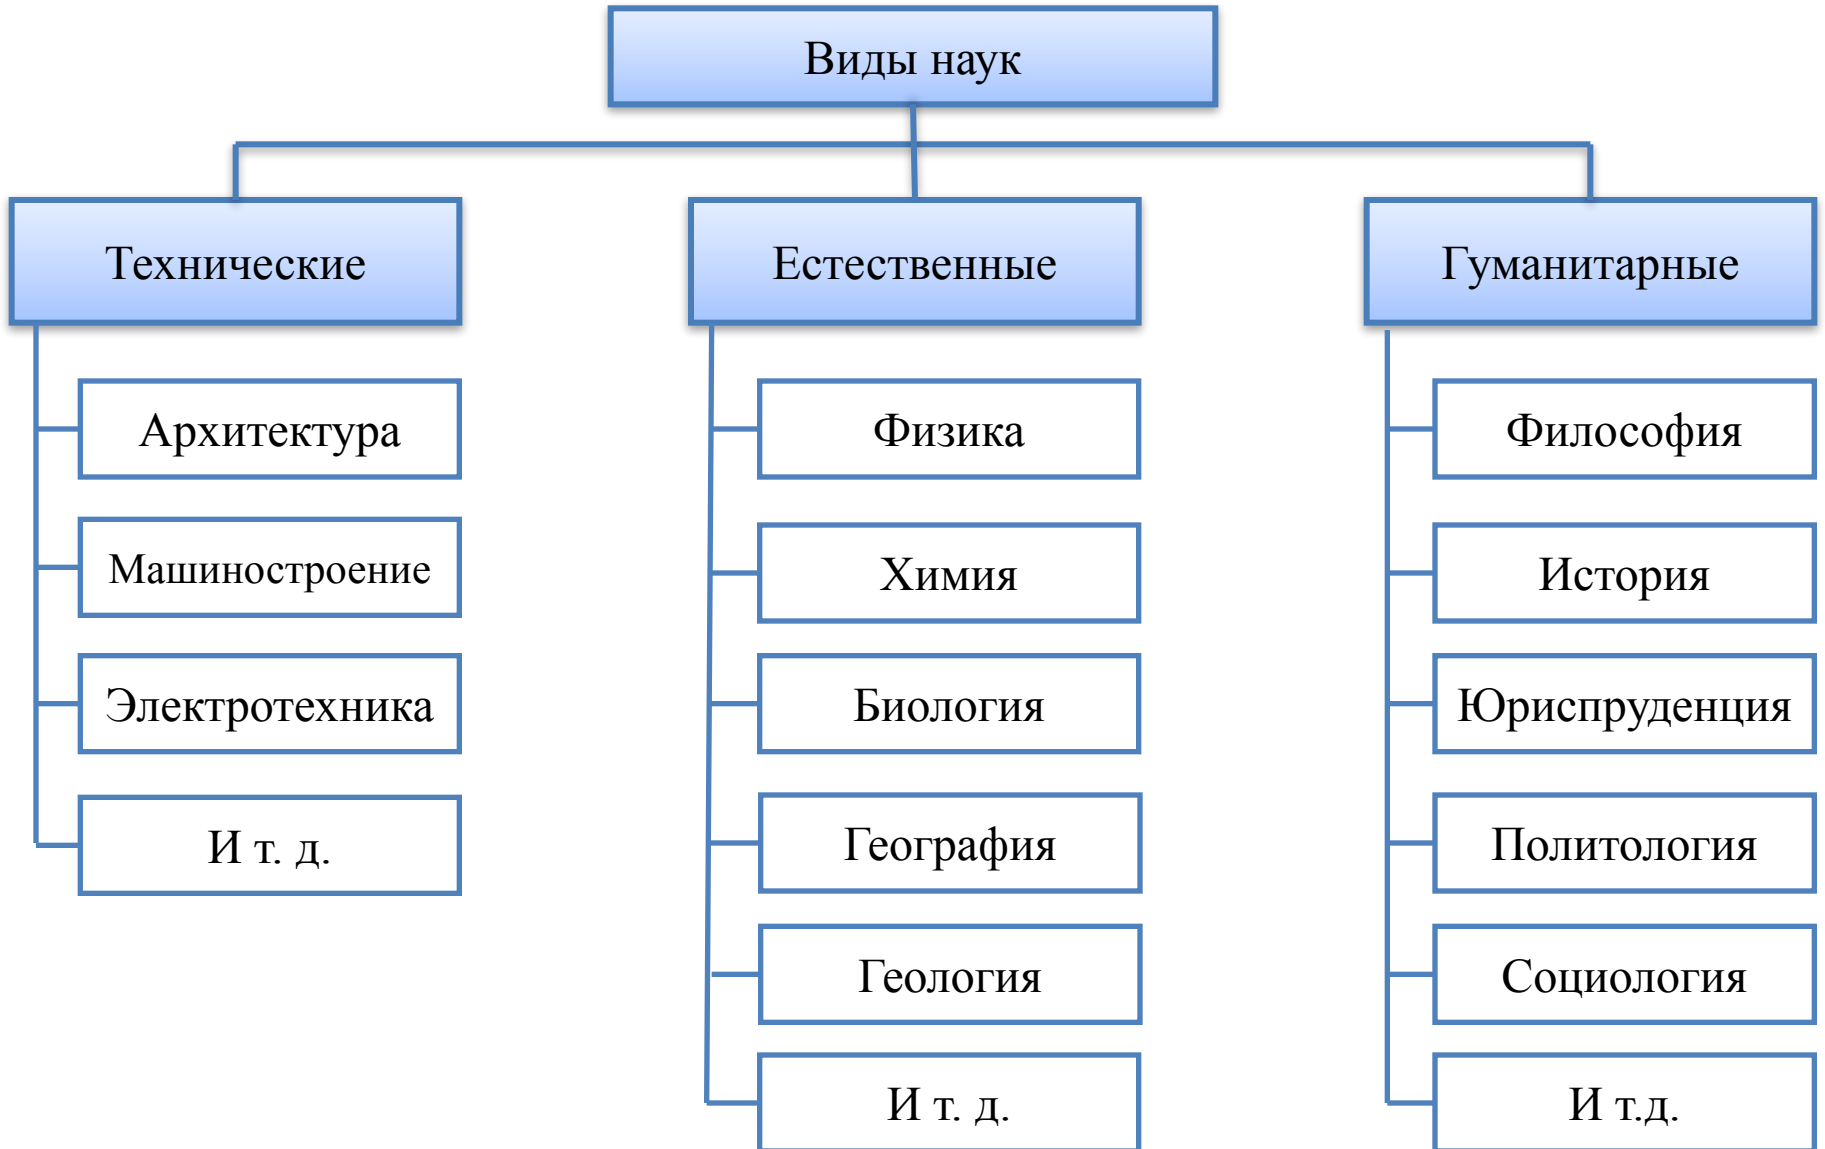 Виды наук
Технические
Архитектура
Машиностроение
Электротехника
И т. д.
Естественные
Физика
Химия
Биология
География
Геология
И т. д.
Гуманитарные
Философия
История
Юриспруденция
Политология
Социология
И т.д.